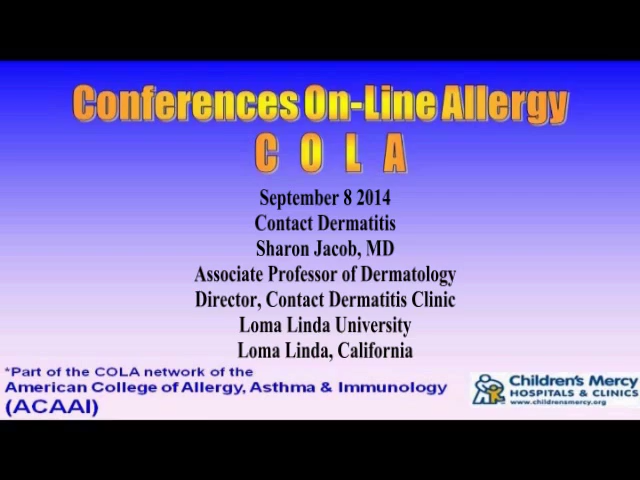 Conferences On-Line Allergy
C O L A
September 8 2014
Contact Dermatitis
Sharon Jacob, MD
Associate Professor of Dermatology
Director, Contact Dermatitis Clinic
Loma Linda University
Loma Linda, California
*Part of the COLA network of the
American College of Allergy, Asthma & Immunology
(ACAAI)
Children's Mercy
HOSPITALS & CLINICS
www.childrensmercy.org